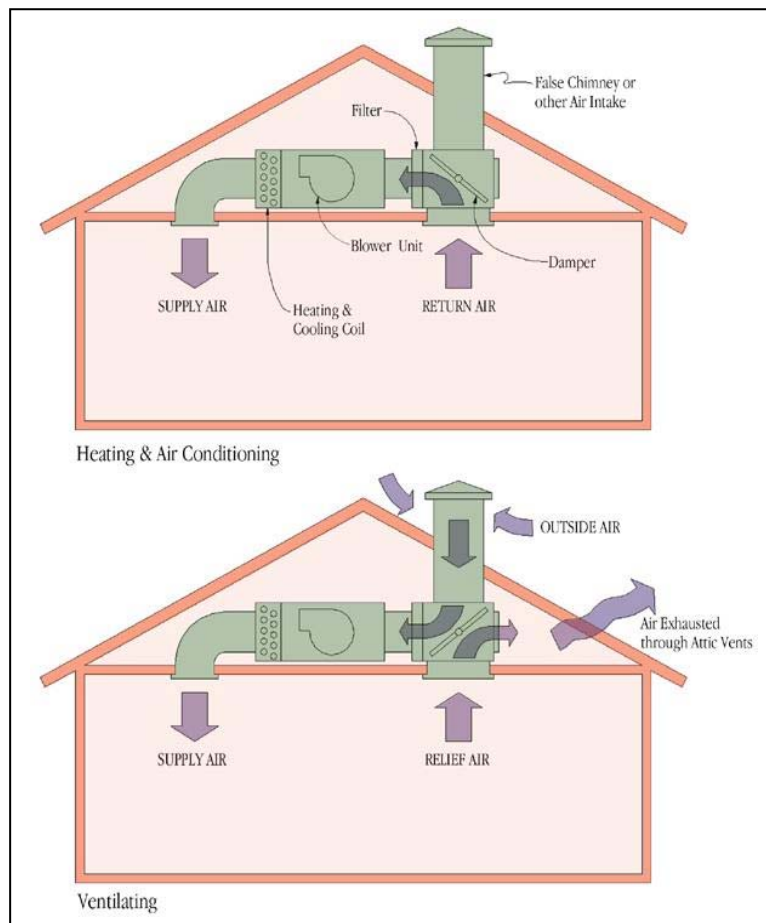 False Chimney or
other Air Intake
Filter
Blower Unit
Damper
SUPPLY AIR
Heating &
Cooling Coil
RETURN AIR
Heating & Air Conditioning
OUTSIDE AIR
Air Exhausted
through Attic Vents
SUPPLY AIR
RELIEF AIR
Ventilating